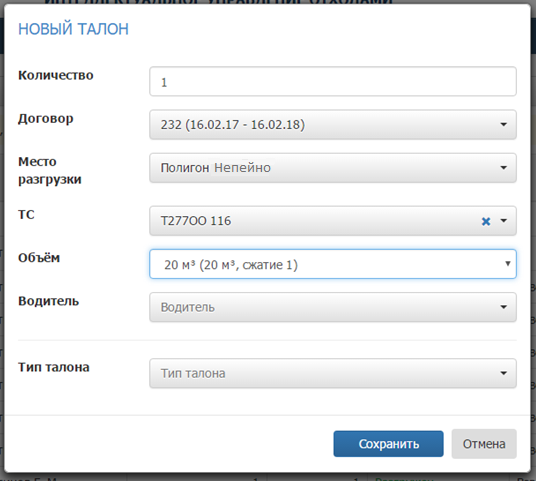 НОВЫЙ ТАЛОН
Количество
1
Договор
232 (16.02.17 - 16.02.18)
Место
разгрузки
Полигон Непейно
ТС
Т277ОО 116
Объём
20 м³ (20 м³, сжатие 1)
Водитель
Водитель
Тип талона
Тип талона
Сохранить
Отмена